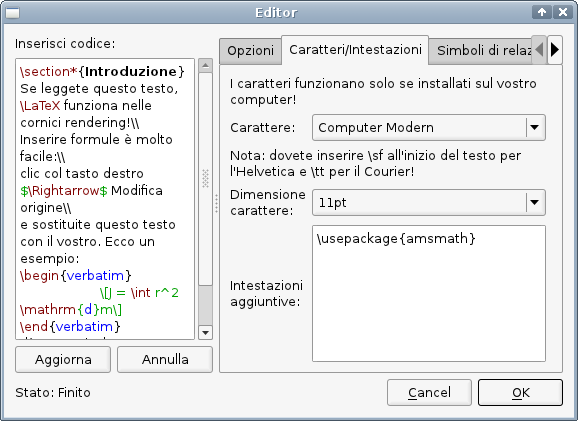 Editor
Inserisci codice:
\section*{Introduzione}
Se leggete questo testo,
\LaTeX funziona nelle
cornici rendering!\\
Inserire formule è molto
facile:\\
clic col tasto destro
$\Rightarrow$ Modifica
origine\\
e sostituite questo testo
con il vostro. Ecco un
esempio:
\begin{verbatim}
\[J = \int r^2
\mathrm{d}m\]
\end{verbatim}
Aggiorna
Annulla
Stato: Finito
Opzioni
Caratteri/Intestazioni
Simboli di relaz
I caratteri funzionano solo se installati sul vostro
computer!
Carattere:
Computer Modern
Nota: dovete inserire \sf all'inizio del testo per
l'Helvetica e \tt per il Courier!
Dimensione
carattere:
11pt
Intestazioni
aggiuntive:
\usepackage{amsmath}
Cancel
OK